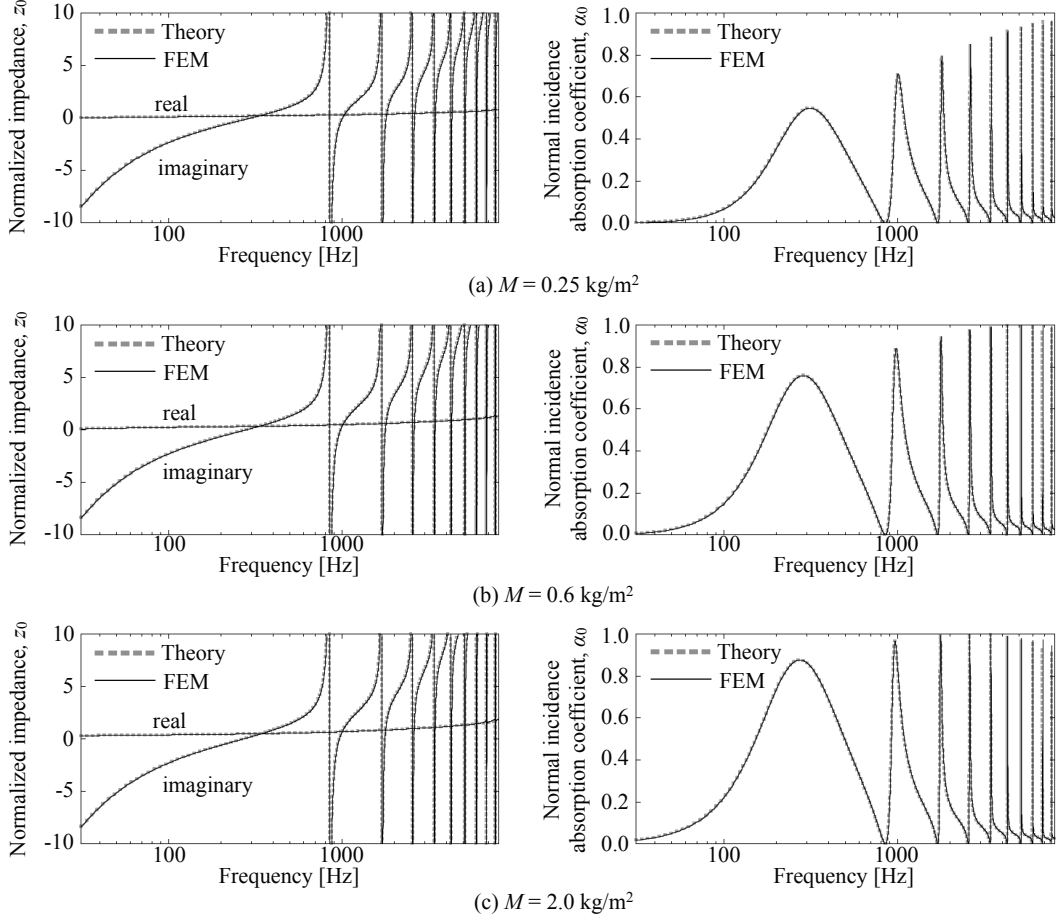 Normalized impedance, z0
10
5
0
-5
-10
Theory
FEM
real
imaginary
100
1000
Frequency [Hz]
Normal incidence
absorption coefficient, α0
1.0
0.8
0.6
0.4
0.2
0.0
Theory
FEM
100
1000
Frequency [Hz]
(a) M = 0.25 kg/m²
Normalized impedance, z0
10
5
0
-5
-10
Theory
FEM
real
imaginary
100
1000
Frequency [Hz]
Normal incidence
absorption coefficient, α0
1.0
0.8
0.6
0.4
0.2
0.0
Theory
FEM
100
1000
Frequency [Hz]
(b) M = 0.6 kg/m²
Normalized impedance, z0
10
5
0
-5
-10
Theory
FEM
real
imaginary
100
1000
Frequency [Hz]
Normal incidence
absorption coefficient, α0
1.0
0.8
0.6
0.4
0.2
0.0
Theory
FEM
100
1000
Frequency [Hz]
(c) M = 2.0 kg/m²